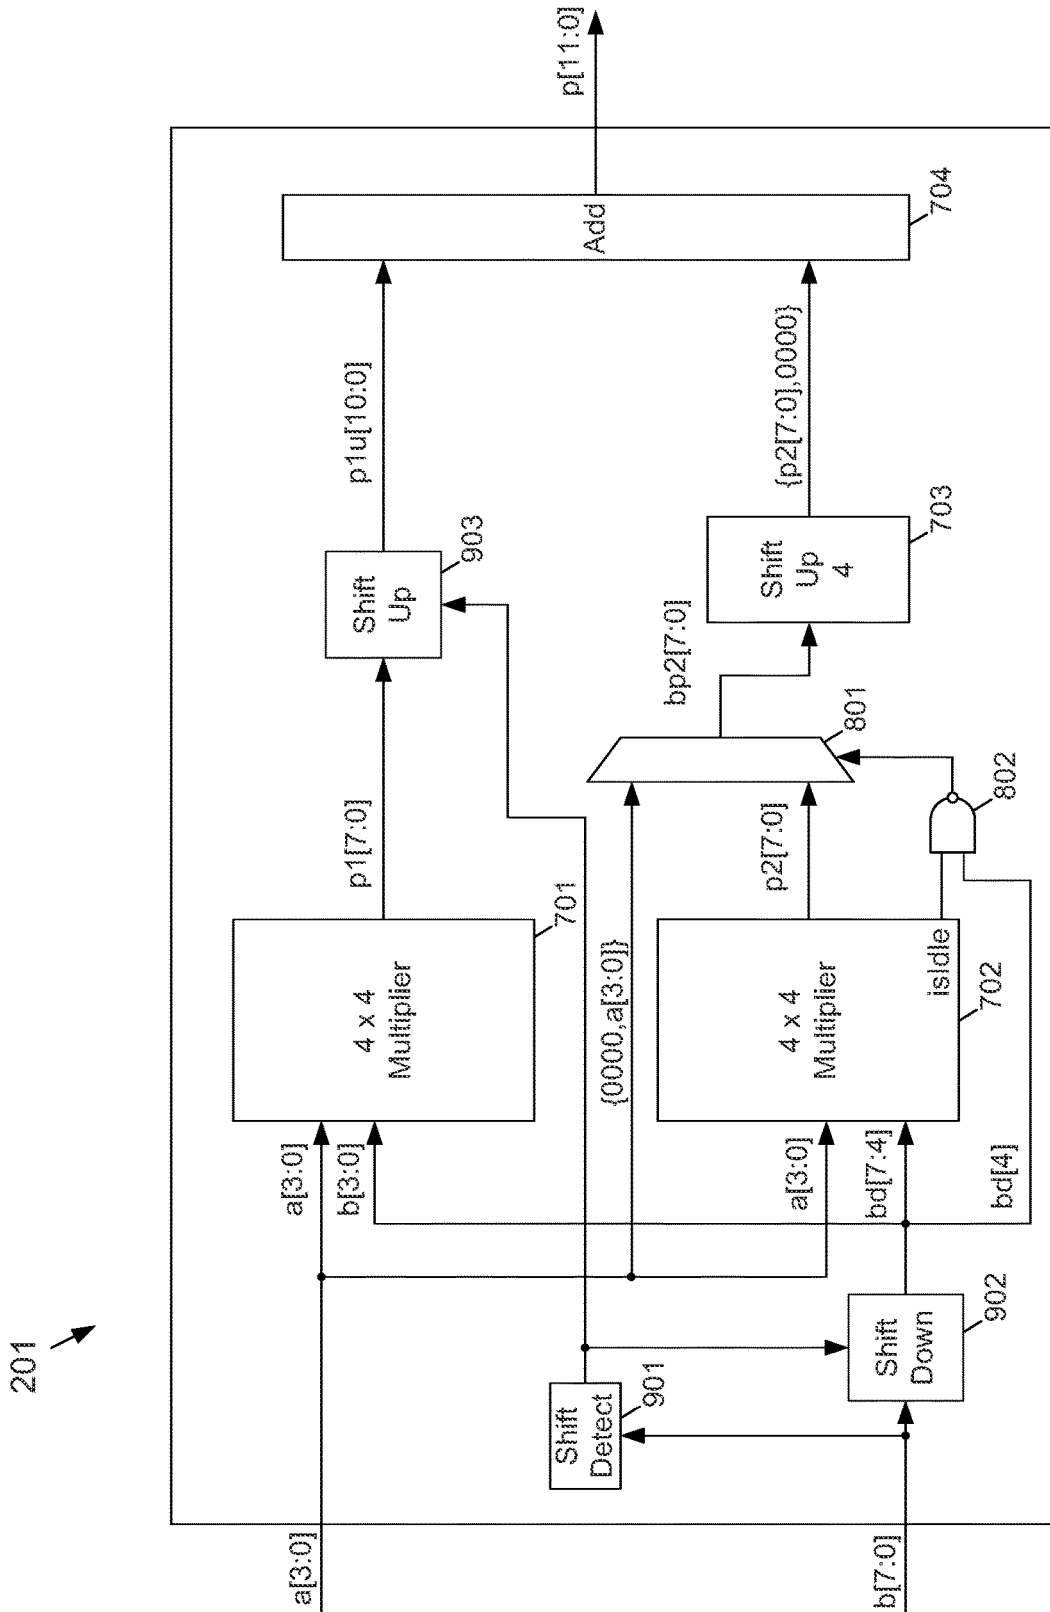 201
a[3:0]
b[7:0]
Shift
Detect
901
Shift
Down
902
a[3:0]
b[3:0]
4 x 4
Multiplier
701
p1[7:0]
Shift
Up
903
p1u[10:0]
{0000,a[3:0]}
a[3:0]
bd[7:4]
bd[4]
4 x 4
Multiplier
isIdle
702
p2[7:0]
802
801
bp2[7:0]
Shift
Up
4
703
{p2[7:0],0000}
Add
704
p[11:0]